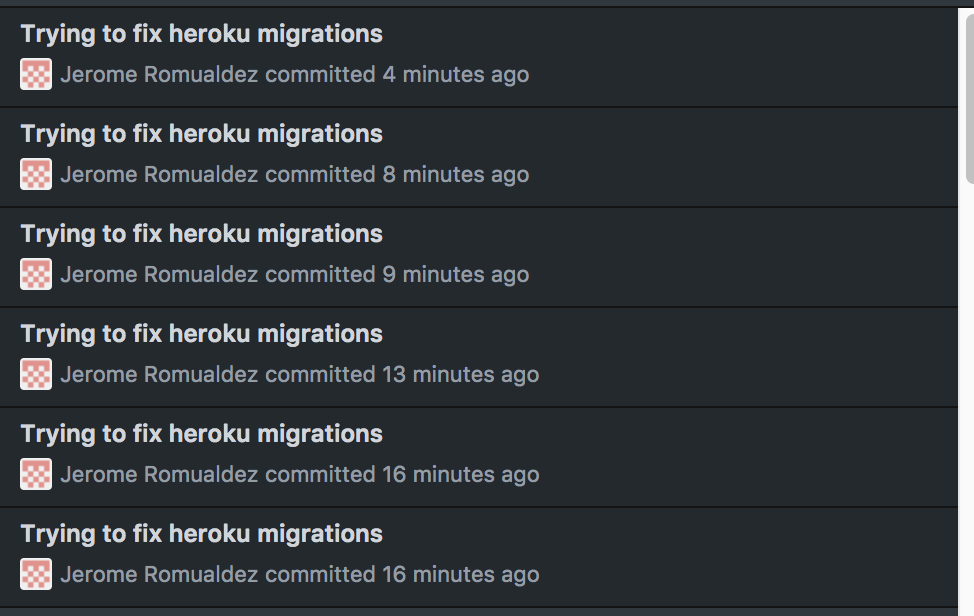 Trying to fix heroku migrations
Jerome Romualdez committed 4 minutes ago
Trying to fix heroku migrations
Jerome Romualdez committed 8 minutes ago
Trying to fix heroku migrations
Jerome Romualdez committed 9 minutes ago
Trying to fix heroku migrations
Jerome Romualdez committed 13 minutes ago
Trying to fix heroku migrations
Jerome Romualdez committed 16 minutes ago
Trying to fix heroku migrations
Jerome Romualdez committed 16 minutes ago